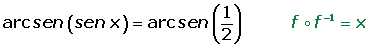 arcsen (sen x) = arcsen (1/2) f ∘ f⁻¹ = x